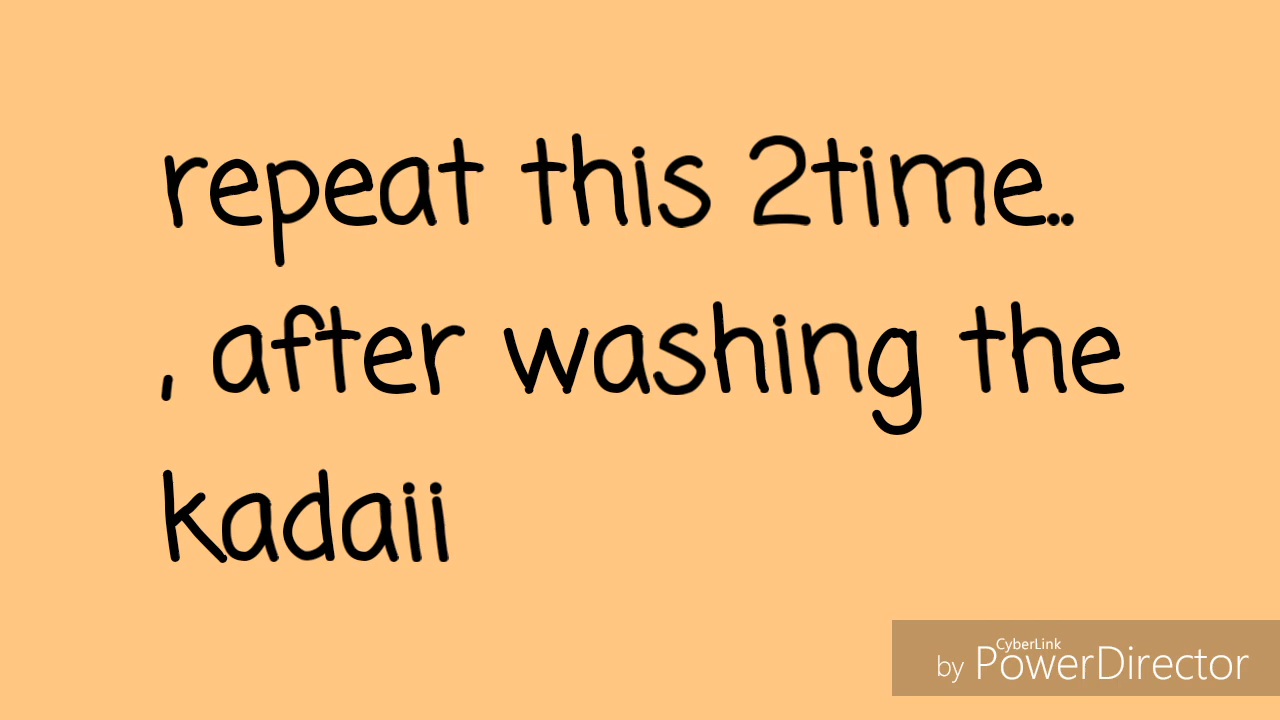 repeat this 2time..
, after washing the
kadaii
CyberLink
by PowerDirector